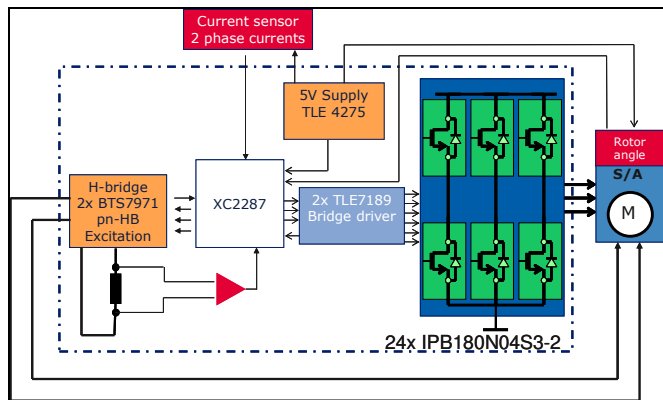 Current sensor
2 phase currents
5V Supply
TLE 4275
Rotor
angle
S/A
M
H-bridge
2x BTS7971
pn-HB
Excitation
XC2287
2x TLE7189
Bridge driver
24x IPB180N04S3-2